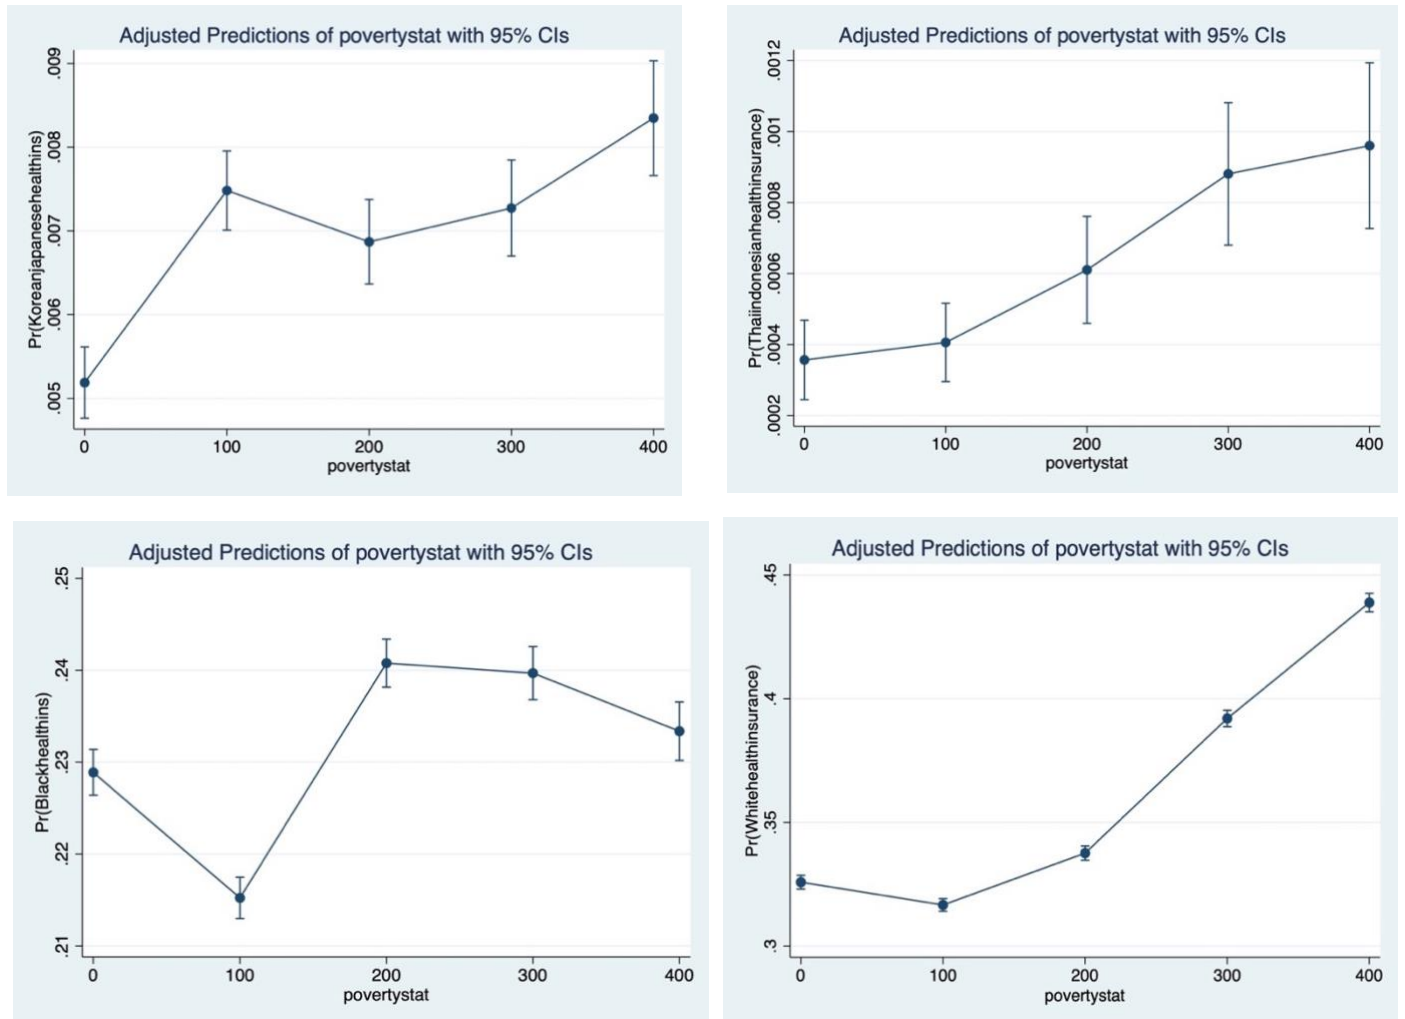 Adjusted Predictions of povertystat with 95% CIs
Pr(Koreanjapanesehealthins)
.009
.008
.007
.006
.005
0 100 200 300 400
povertystat
Adjusted Predictions of povertystat with 95% CIs
Pr(Thaiindonesianhealthinsurance)
.0012
.001
.0008
.0006
.0004
.0002
0 100 200 300 400
povertystat
Adjusted Predictions of povertystat with 95% CIs
Pr(Blackhealthins)
.25
.24
.23
.22
.21
0 100 200 300 400
povertystat
Adjusted Predictions of povertystat with 95% CIs
Pr(Whitehealthinsurance)
.45
.4
.35
.3
0 100 200 300 400
povertystat